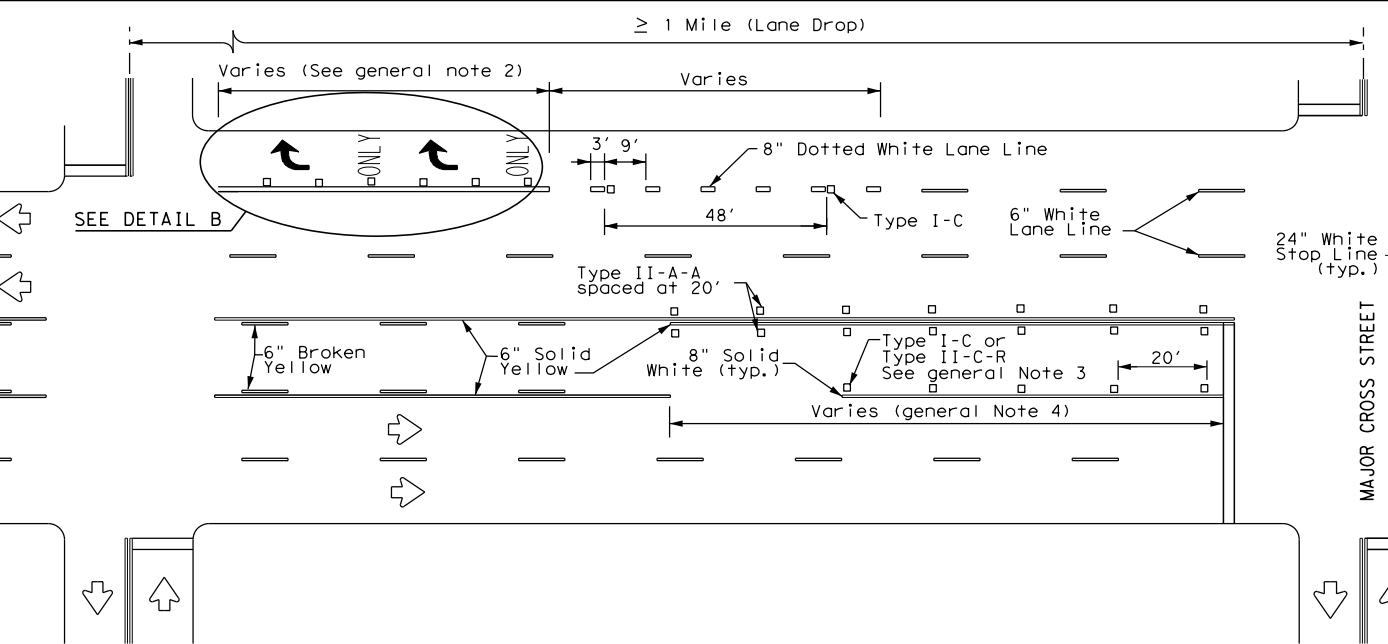 ≥ 1 Mile (Lane Drop)
Varies (See general note 2)
Varies
ONLY
ONLY
3' 9'
8" Dotted White Lane Line
SEE DETAIL B
48'
Type I-C
6" White
Lane Line
24" White
Stop Line
(typ.)
Type II-A-A
spaced at 20'
6" Broken
Yellow
6" Solid
Yellow
8" Solid
White (typ.)
Type I-C or
Type II-C-R
See general Note 3
20'
Varies (general Note 4)
MAJOR CROSS STREET